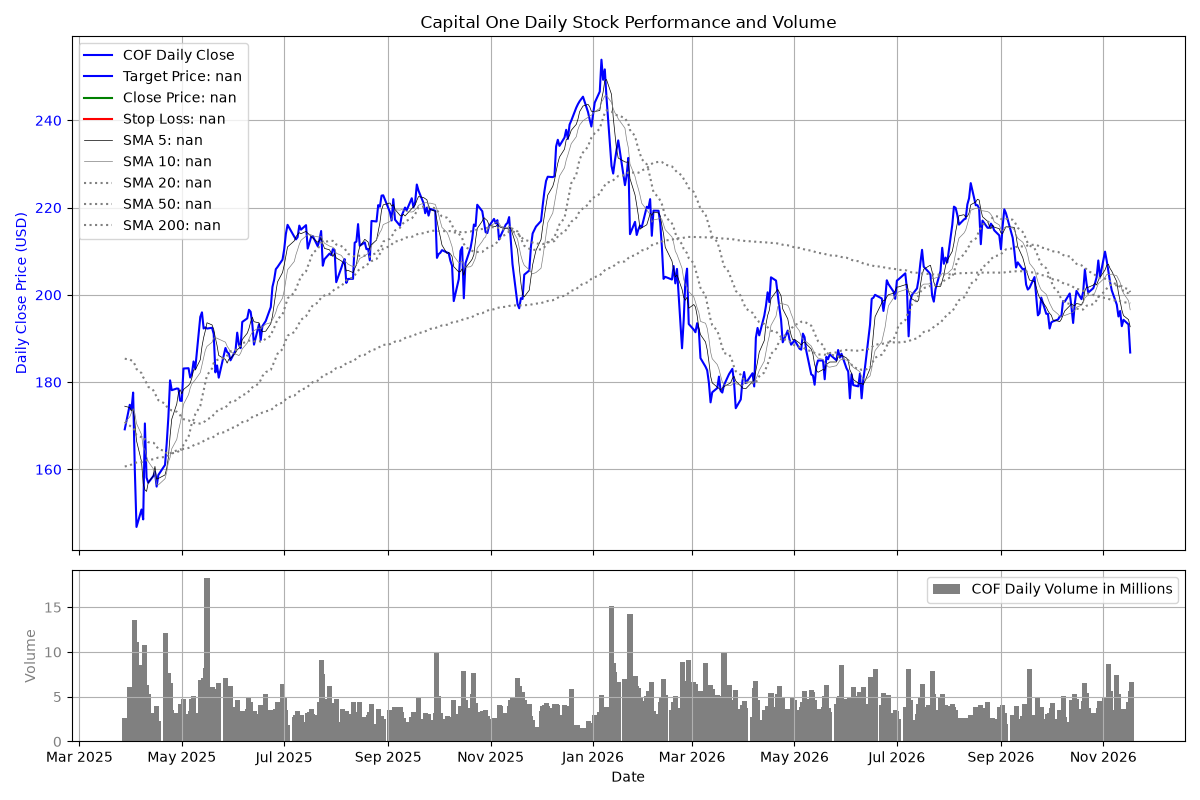 Capital One Daily Stock Performance and Volume
COF Daily Close
Target Price: nan
Close Price: nan
Stop Loss: nan
SMA 5: nan
SMA 10: nan
SMA 20: nan
SMA 50: nan
SMA 200: nan
Daily Close Price (USD)
240
220
200
180
160
COF Daily Volume in Millions
Volume
15
10
5
0
Mar 2025 May 2025 Jul 2025 Sep 2025 Nov 2025 Jan 2026 Mar 2026 May 2026 Jul 2026 Sep 2026 Nov 2026
Date